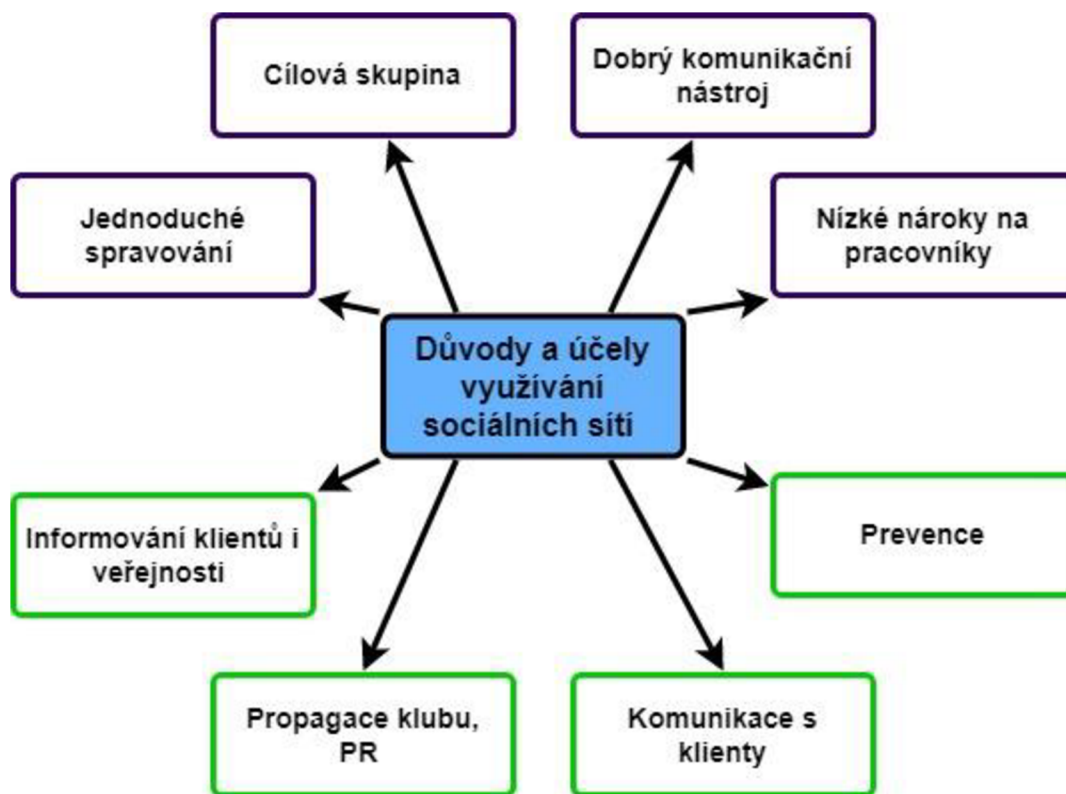 Cílová skupina
Dobrý komunikační
nástroj
Jednoduché
spravování
Nízké nároky na
pracovníky
Důvody a účely
využívání
sociálních sítí
Informování klientů i
veřejnosti
Prevence
Propagace klubu,
PR
Komunikace s
klienty